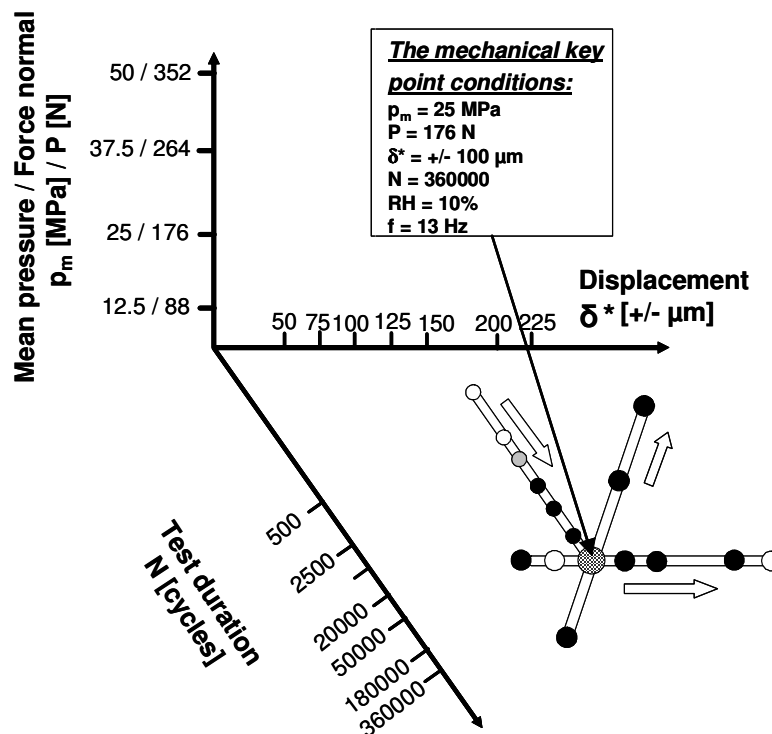 Mean pressure / Force normal
pm [MPa] / P [N]
50 / 352
37.5 / 264
25 / 176
12.5 / 88
The mechanical key
point conditions:
pm = 25 MPa
P = 176 N
δ* = +/- 100 µm
N = 360000
RH = 10%
f = 13 Hz
Displacement
δ * [+/- µm]
50 75 100 125 150 200 225
500
2500
20000
50000
180000
360000
Test duration
N [cycles]